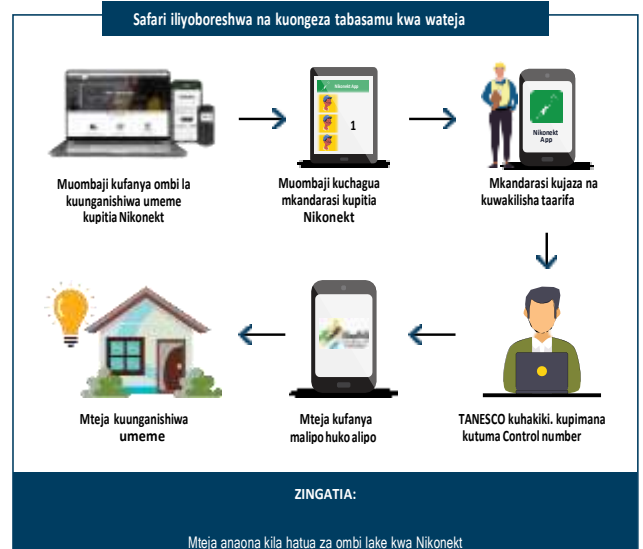 Safari iliyoboreshwa na kuongeza tabasamu kwa wateja
Nikonekt App
1
Nikonekt
App
Muombaji kufanya ombi la
kuunganishiwa umeme
kupitia Nikonekt
Muombaji kuchagua
mkandarasi kupitia
Nikonekt
Mkandarasi kujaza na
kuwakilisha taarifa
Mteja kuunganishiwa
umeme
Mteja kufanya
malipo huko alipo
TANESCO kuhakiki. kupimana
kutuma Control number
ZINGATIA:
Mteja anaona kila hatua za ombi lake kwa Nikonekt